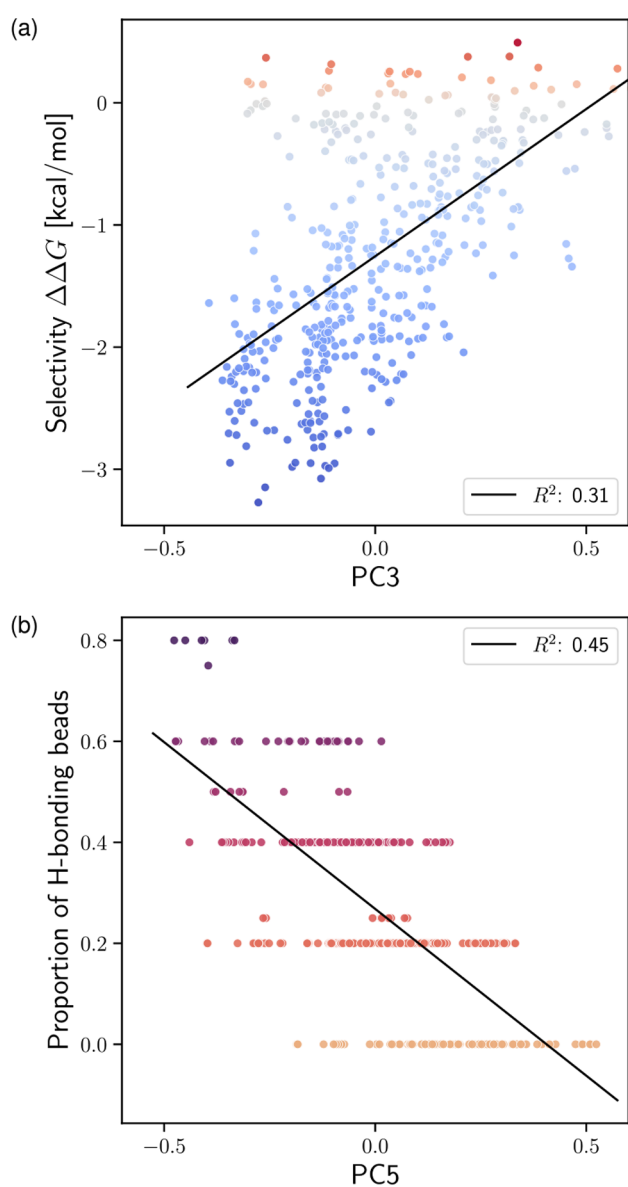 (a)
Selectivity ΔΔG [kcal/mol]
0
−1
−2
−3
R²: 0.31
−0.5 0.0 0.5
PC3
(b)
Proportion of H-bonding beads
0.8
R²: 0.45
0.6
0.4
0.2
0.0
−0.5 0.0 0.5
PC5